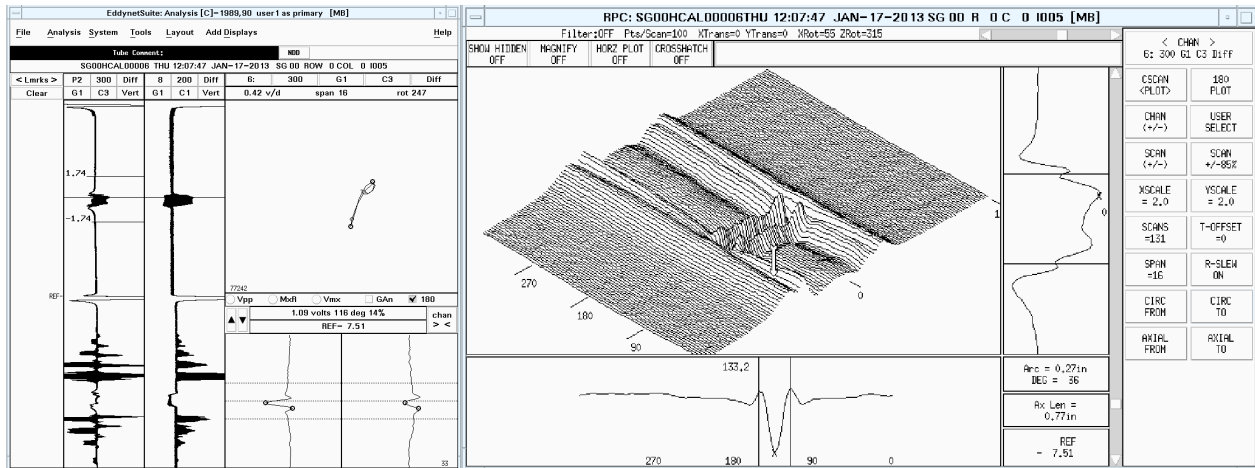 EddynetSuite: Analysis [C]-1989,90 user1 as primary [MB]
File Analysis System Tools Layout Add Displays Help
Tube Comment: NDD
SG00HCAL00006 THU 12:07:47 JAN-17-2013 SG 00 ROW 0 COL 0 I005
< Lmrks > P2 300 Diff 8 200 Diff 6: 300 G1 C3 Diff
Clear G1 C3 Vert G1 C1 Vert 0.42 v/d span 16 rot 247
1.74
-1.74
REF
77242
Vpp Mxfl Vmx GAn 180
1.09 volts 116 deg 14% chan
REF- 7.51 > <
33
RPC: SG00HCAL00006THU 12:07:47 JAN-17-2013 SG 00 R 0 C 0 I005 [MB]
Filter:OFF Pts/Scan=100 XTrans=0 YTrans=0 XRot=55 ZRot=315
SHOW HIDDEN MAGNIFY HORZ PLOT CROSSHATCH
OFF OFF OFF OFF
270
180
90
0
1
X
0
133.2
X
270 180 90 0
Arc = 0.27in
DEG = 36
Ax Len =
0.77in
REF
- 7.51
< CHAN >
6: 300 G1 C3 Diff
CSCAN 180
<PLOT> PLOT
CHAN USER
(+/-) SELECT
SCAN SCAN
(+/-) +/-85%
XSCALE YSCALE
= 2.0 = 2.0
SCANS T-OFFSET
=131 =0
SPAN R-SLEW
=16 ON
CIRC CIRC
FROM TO
AXIAL AXIAL
FROM TO